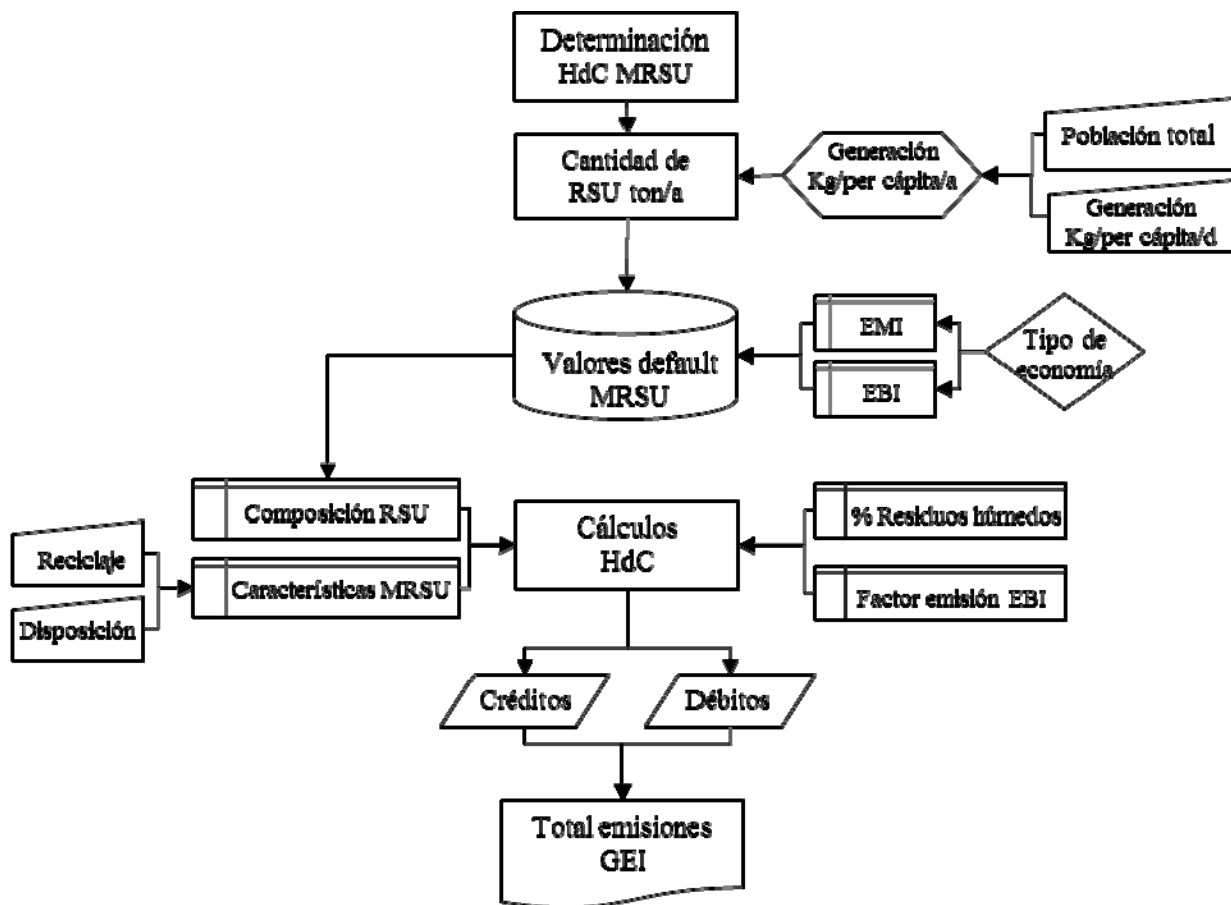 Determinación
HdC MRSU
Cantidad de
RSU ton/a
Generación
Kg/per cápita/a
Población total
Generación
Kg/per cápita/d
Valores default
MRSU
EMI
EBI
Tipo de
economía
Composición RSU
Características MRSU
Reciclaje
Disposición
Cálculos
HdC
% Residuos húmedos
Factor emisión EBI
Créditos
Débitos
Total emisiones
GEI